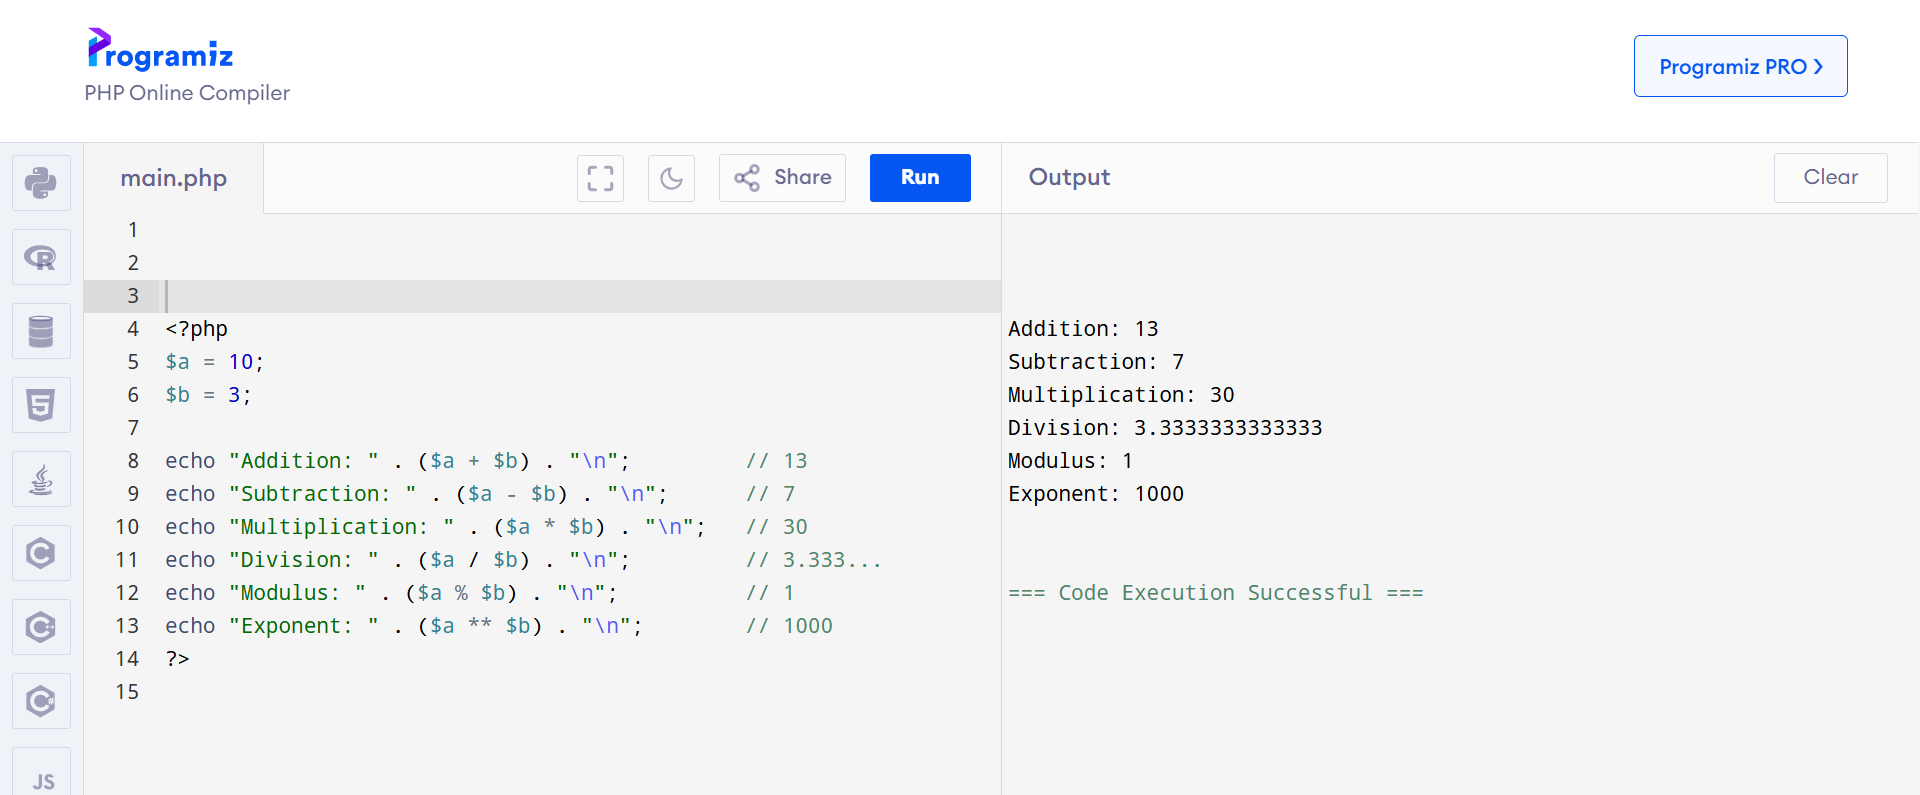 Programiz
PHP Online Compiler
Programiz PRO ›
main.php
Share
Run
Output
Clear
1
2
3
4 <?php
5 $a = 10;
6 $b = 3;
7
8 echo "Addition: " . ($a + $b) . "\n";         // 13
9 echo "Subtraction: " . ($a - $b) . "\n";      // 7
10 echo "Multiplication: " . ($a * $b) . "\n";   // 30
11 echo "Division: " . ($a / $b) . "\n";         // 3.333...
12 echo "Modulus: " . ($a % $b) . "\n";          // 1
13 echo "Exponent: " . ($a ** $b) . "\n";        // 1000
14 ?>
15
Addition: 13
Subtraction: 7
Multiplication: 30
Division: 3.3333333333333
Modulus: 1
Exponent: 1000
=== Code Execution Successful ===
R
5
C
C++
C#
JS